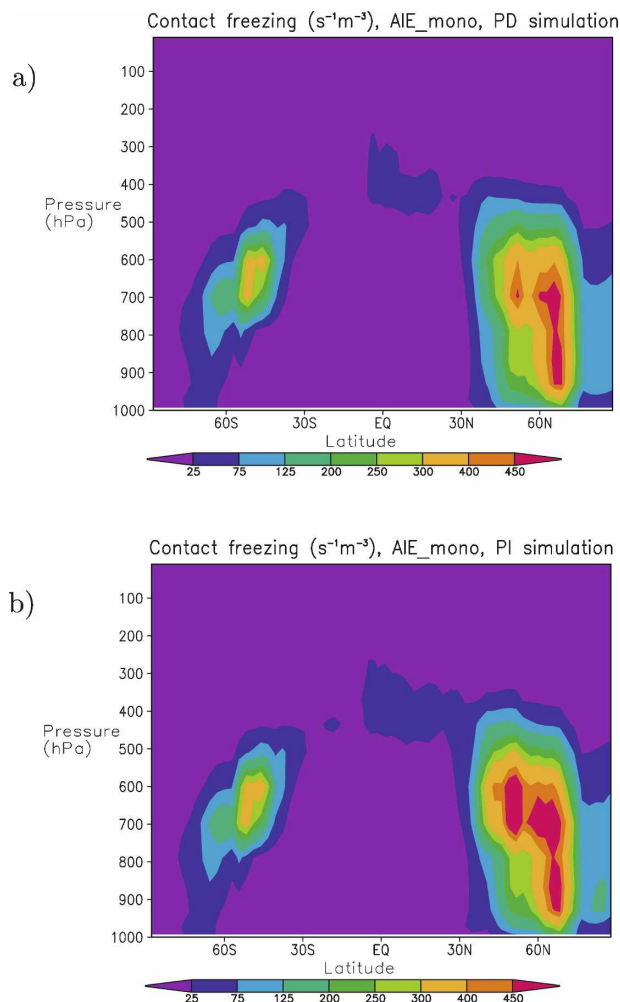 Contact freezing (s⁻¹m⁻³), AIE_mono, PD simulation
a)
100
200
300
400
500
600
700
800
900
1000
Pressure
(hPa)
60S 30S EQ 30N 60N
Latitude
25 75 125 200 250 300 400 450
Contact freezing (s⁻¹m⁻³), AIE_mono, PI simulation
b)
100
200
300
400
500
600
700
800
900
1000
Pressure
(hPa)
60S 30S EQ 30N 60N
Latitude
25 75 125 200 250 300 400 450